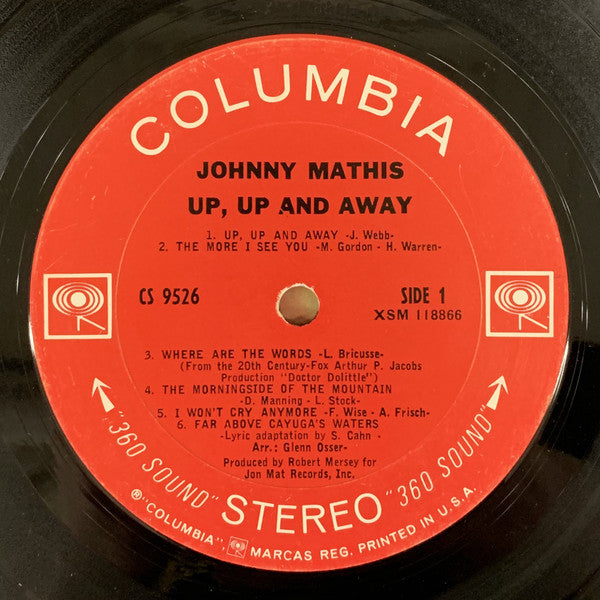 COLUMBIA
JOHNNY MATHIS
UP, UP AND AWAY
1. UP, UP AND AWAY -J. Webb-
2. THE MORE I SEE YOU -M. Gordon - H. Warren-
CS 9526
SIDE 1
XSM 118866
3. WHERE ARE THE WORDS -L. Bricusse-
(From the 20th Century-Fox Arthur P. Jacobs
Production "Doctor Dolittle")
4. THE MORNINGSIDE OF THE MOUNTAIN
-D. Manning - L. Stock-
5. I WON'T CRY ANYMORE -F. Wise - A. Frisch-
6. FAR ABOVE CAYUGA'S WATERS
-Lyric adaptation by S. Cahn -
Arr.: Glenn Osser-
Produced by Robert Mersey for
Jon Mat Records, Inc.
"360 SOUND" STEREO "360 SOUND"
® "COLUMBIA", MARCAS REG. PRINTED IN U.S.A.